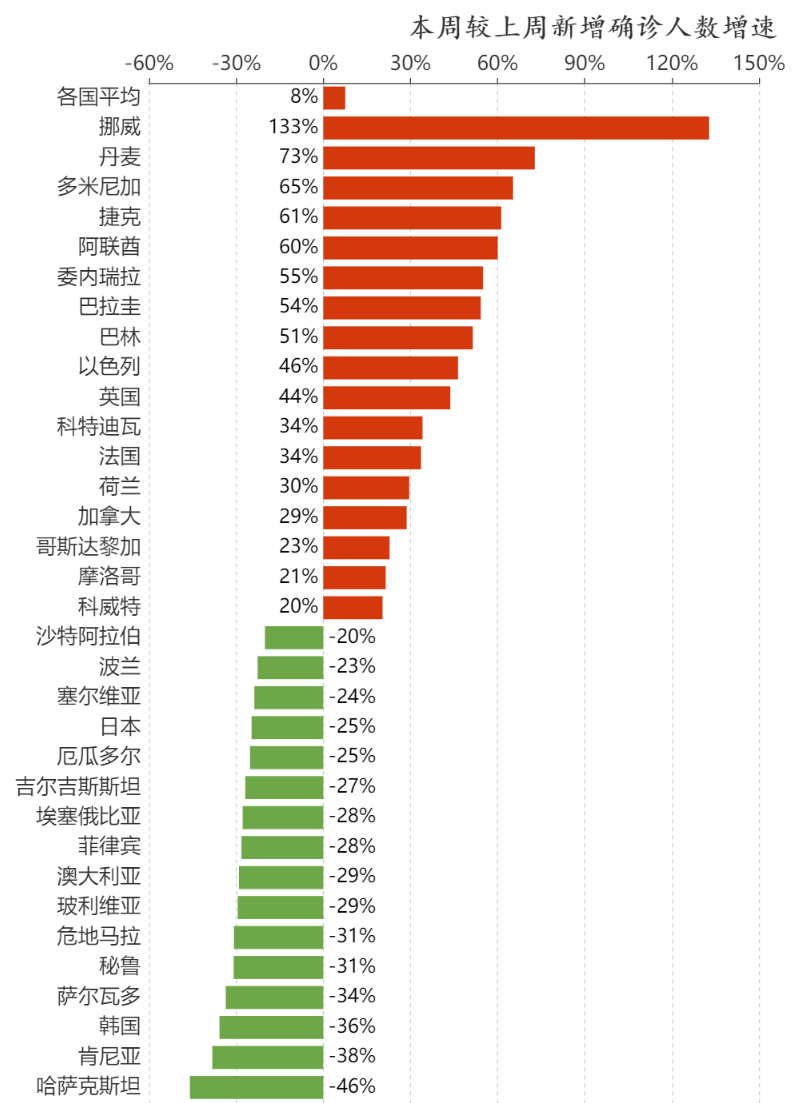 本周较上周新增确诊人数增速
-60% -30% 0% 30% 60% 90% 120% 150%
各国平均 8%
挪威 133%
丹麦 73%
多米尼加 65%
捷克 61%
阿联酋 60%
委内瑞拉 55%
巴拉圭 54%
巴林 51%
以色列 46%
英国 44%
科特迪瓦 34%
法国 34%
荷兰 30%
加拿大 29%
哥斯达黎加 23%
摩洛哥 21%
科威特 20%
沙特阿拉伯 -20%
波兰 -23%
塞尔维亚 -24%
日本 -25%
厄瓜多尔 -25%
吉尔吉斯斯坦 -27%
埃塞俄比亚 -28%
菲律宾 -28%
澳大利亚 -29%
玻利维亚 -29%
危地马拉 -31%
秘鲁 -31%
萨尔瓦多 -34%
韩国 -36%
肯尼亚 -38%
哈萨克斯坦 -46%